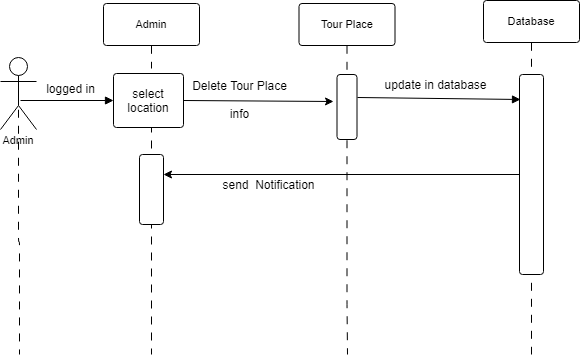 Admin
Tour Place
Database
logged in
select
location
Delete Tour Place
info
update in database
Admin
send Notification